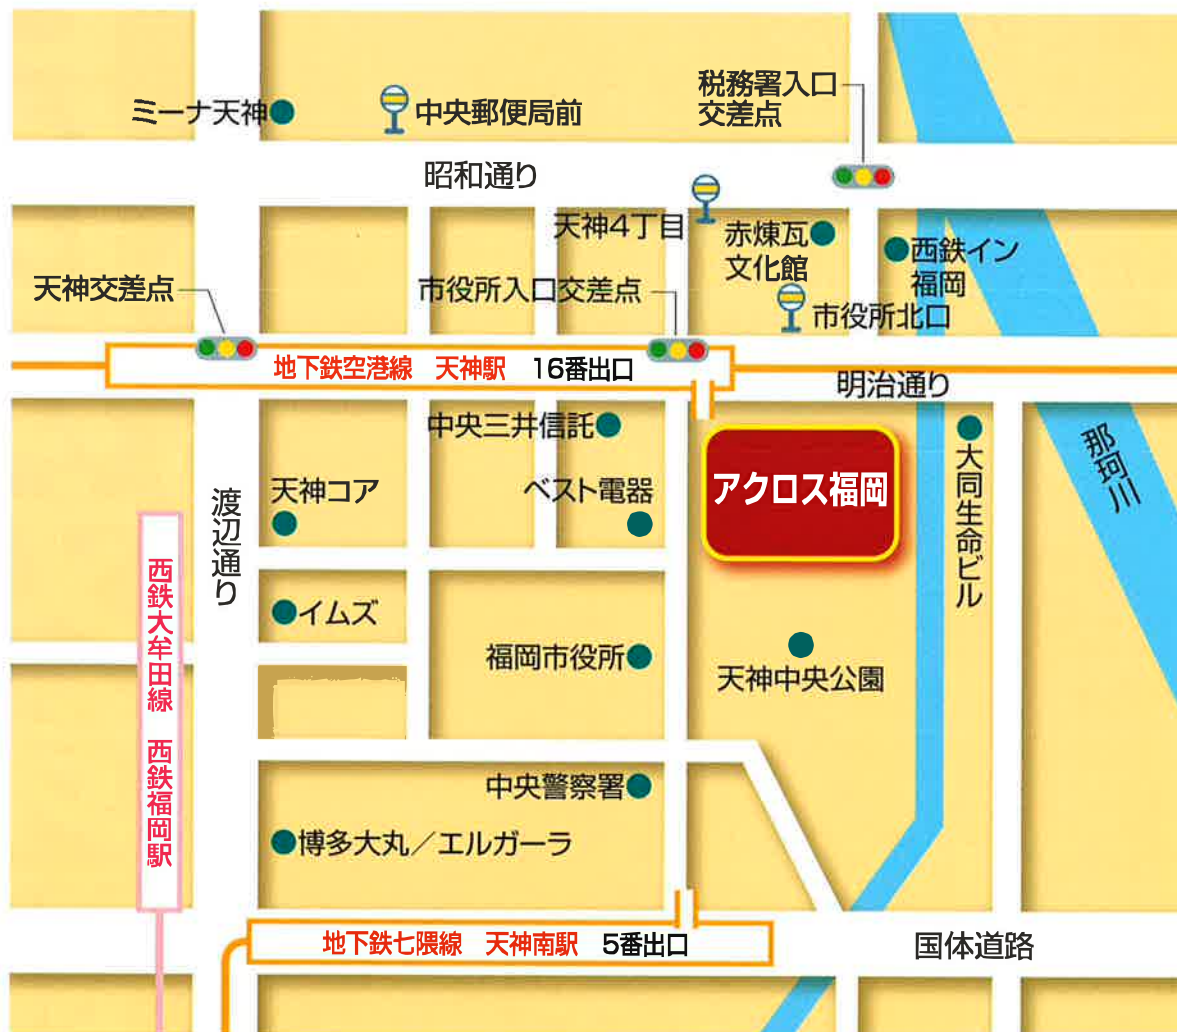 税務署入口
交差点
ミーナ天神
中央郵便局前
昭和通り
天神4丁目
赤煉瓦
文化館
西鉄イン
福岡
天神交差点
市役所入口交差点
市役所北口
地下鉄空港線 天神駅 16番出口
明治通り
中央三井信託
大同生命ビル
那珂川
天神コア
ベスト電器
アクロス福岡
渡辺通り
西鉄大牟田線 西鉄福岡駅
イムズ
福岡市役所
天神中央公園
中央警察署
博多大丸/エルガーラ
地下鉄七隈線 天神南駅 5番出口
国体道路